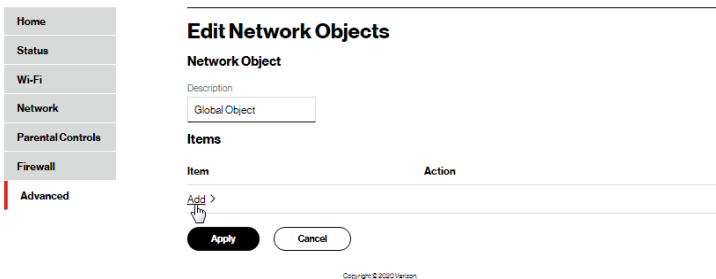 Home
Status
Wi-Fi
Network
Parental Controls
Firewall
Advanced
Edit Network Objects
Network Object
Description
Global Object
Items
Item Action
Add >
Apply Cancel
Copyright © 2020 Verizon